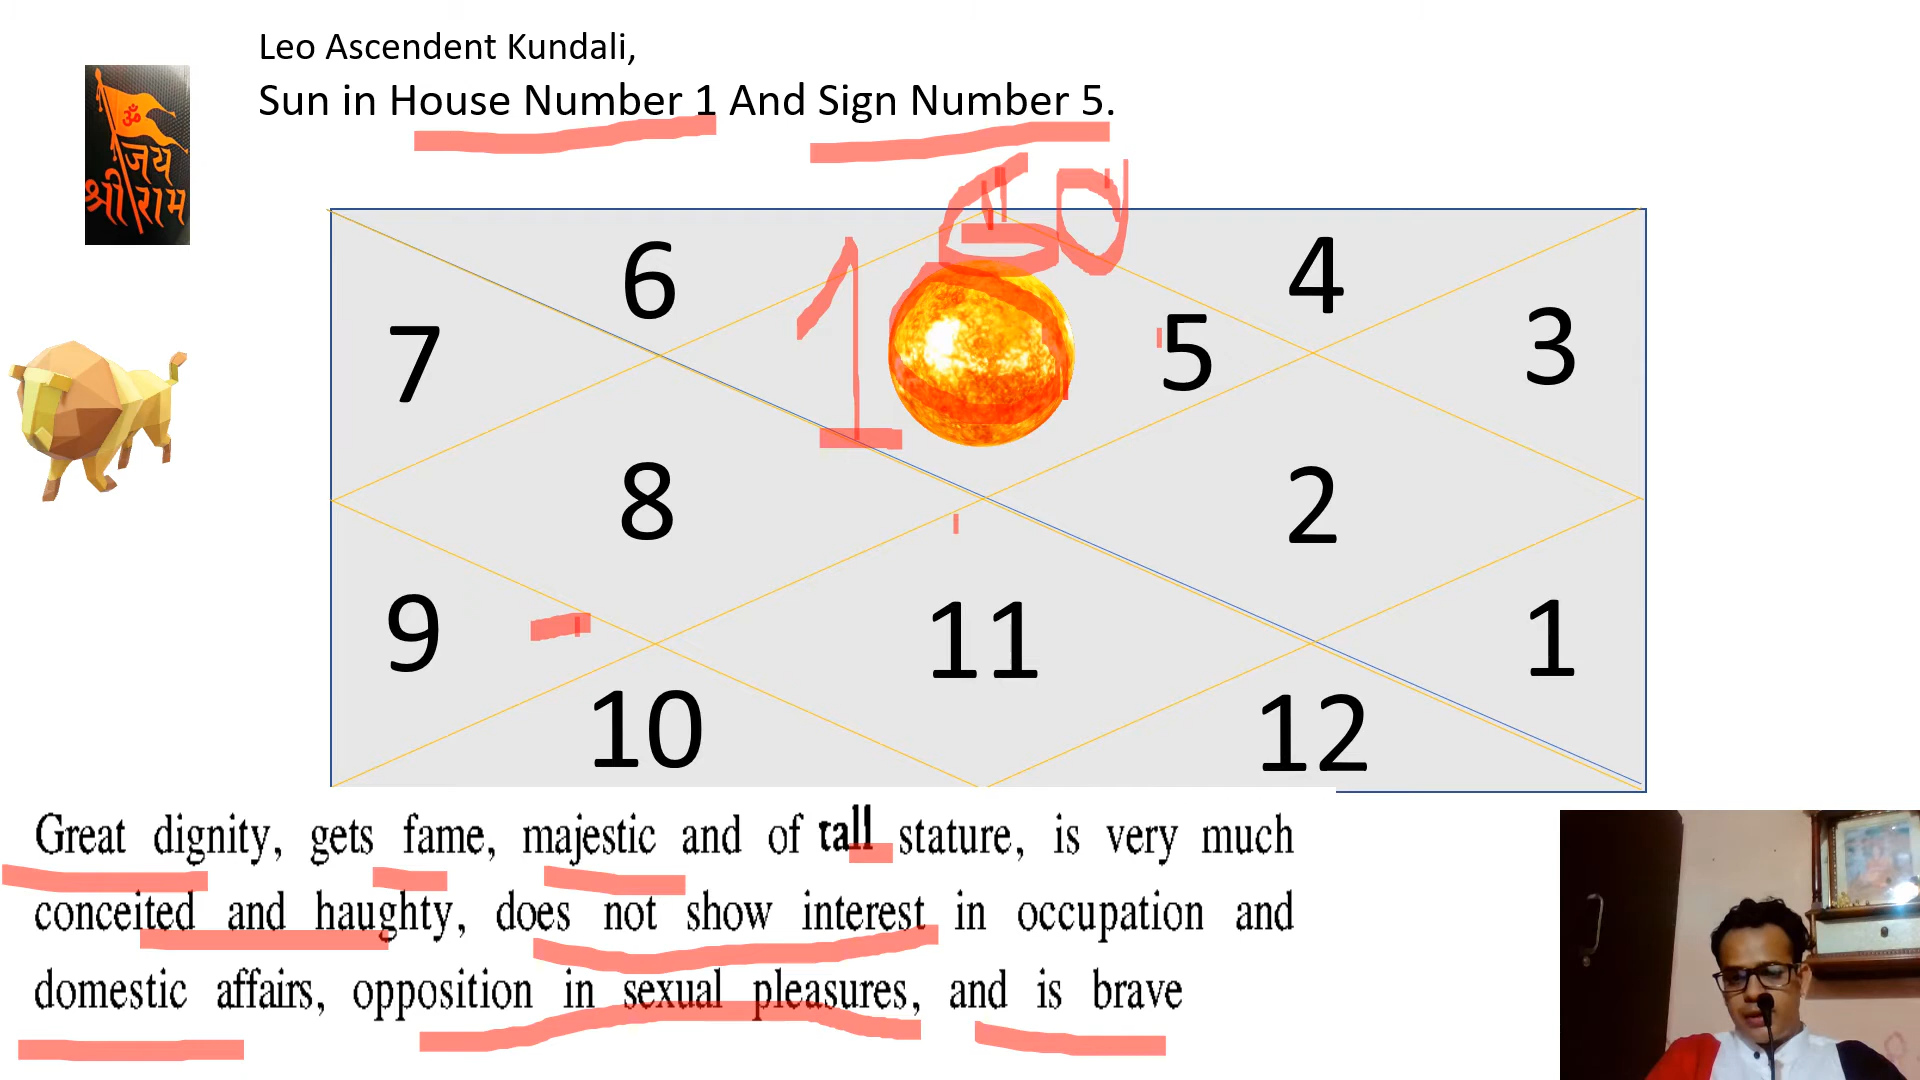 Leo Ascendent Kundali,
Sun in House Number 1 And Sign Number 5.
ॐ
जय
श्री राम
1 5
6
4
7
5
3
8
2
9
11
1
10
12
Great dignity, gets fame, majestic and of tall stature, is very much
conceited and haughty, does not show interest in occupation and
domestic affairs, opposition in sexual pleasures, and is brave